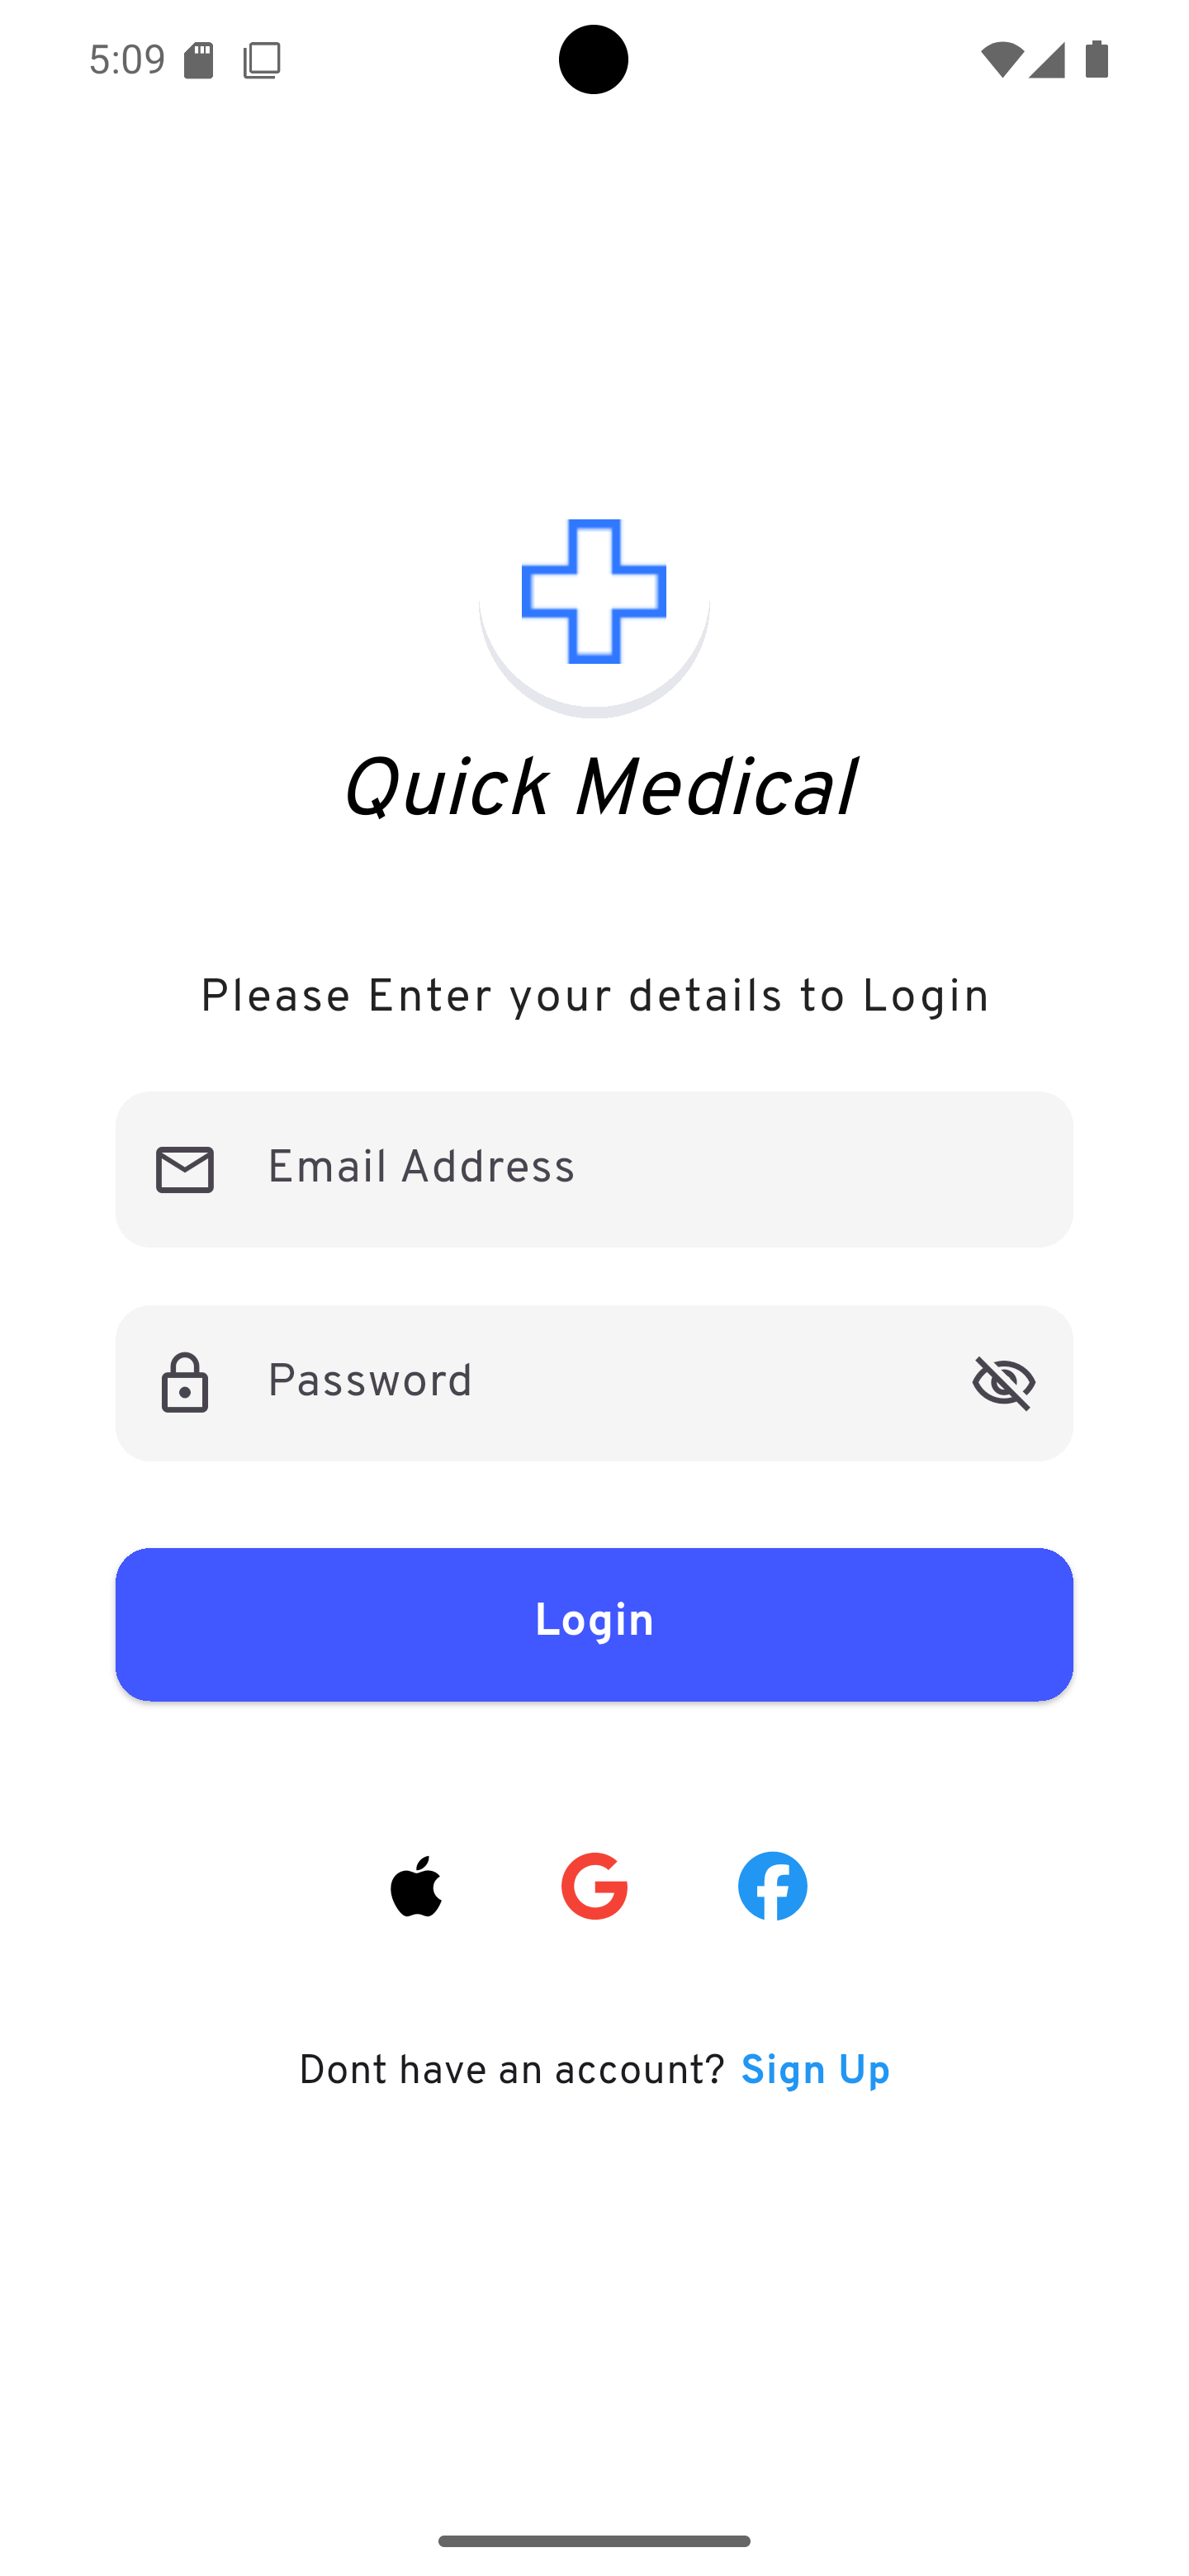 5:09
Quick Medical
Please Enter your details to Login
Email Address
Password
Login
Dont have an account? Sign Up